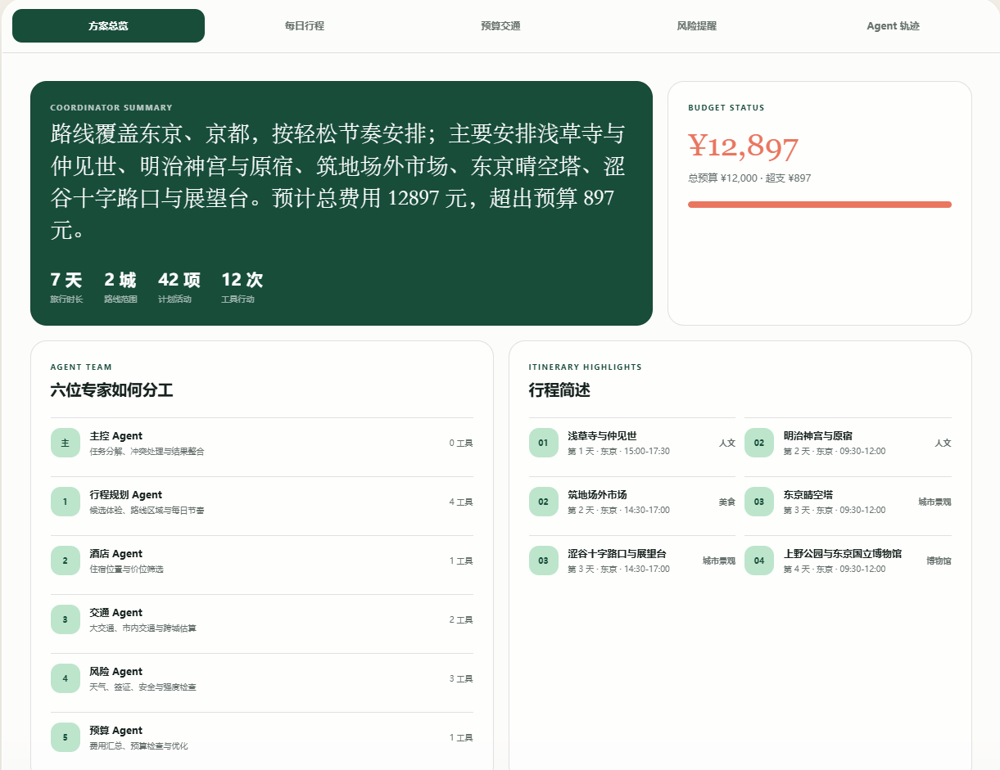 方案总览
每日行程
预算交通
风险提醒
Agent 轨迹
COORDINATOR SUMMARY
路线覆盖东京、京都，按轻松节奏安排；主要安排浅草寺与
仲见世、明治神宫与原宿、筑地场外市场、东京晴空塔、涩
谷十字路口与展望台。预计总费用 12897 元，超出预算 897
元。
7 天
2 城
42 项
12 次
旅行时长
路线范围
计划活动
工具行动
BUDGET STATUS
¥12,897
总预算 ¥12,000 · 超支 ¥897
AGENT TEAM
六位专家如何分工
主
主控 Agent
任务分解、冲突处理与结果整合
0 工具
1
行程规划 Agent
候选体验、路线区域与每日节奏
4 工具
2
酒店 Agent
住宿位置与价位筛选
1 工具
3
交通 Agent
大交通、市内交通与跨城估算
2 工具
4
风险 Agent
天气、签证、安全与强度检查
3 工具
5
预算 Agent
费用汇总、预算检查与优化
1 工具
ITINERARY HIGHLIGHTS
行程简述
01
浅草寺与仲见世
第 1 天 · 东京 · 15:00-17:30
人文
02
明治神宫与原宿
第 2 天 · 东京 · 09:30-12:00
人文
02
筑地场外市场
第 2 天 · 东京 · 14:30-17:00
美食
03
东京晴空塔
第 3 天 · 东京 · 09:30-12:00
城市景观
03
涩谷十字路口与展望台
第 3 天 · 东京 · 14:30-17:00
城市景观
04
上野公园与东京国立博物馆
第 4 天 · 东京 · 09:30-12:00
博物馆